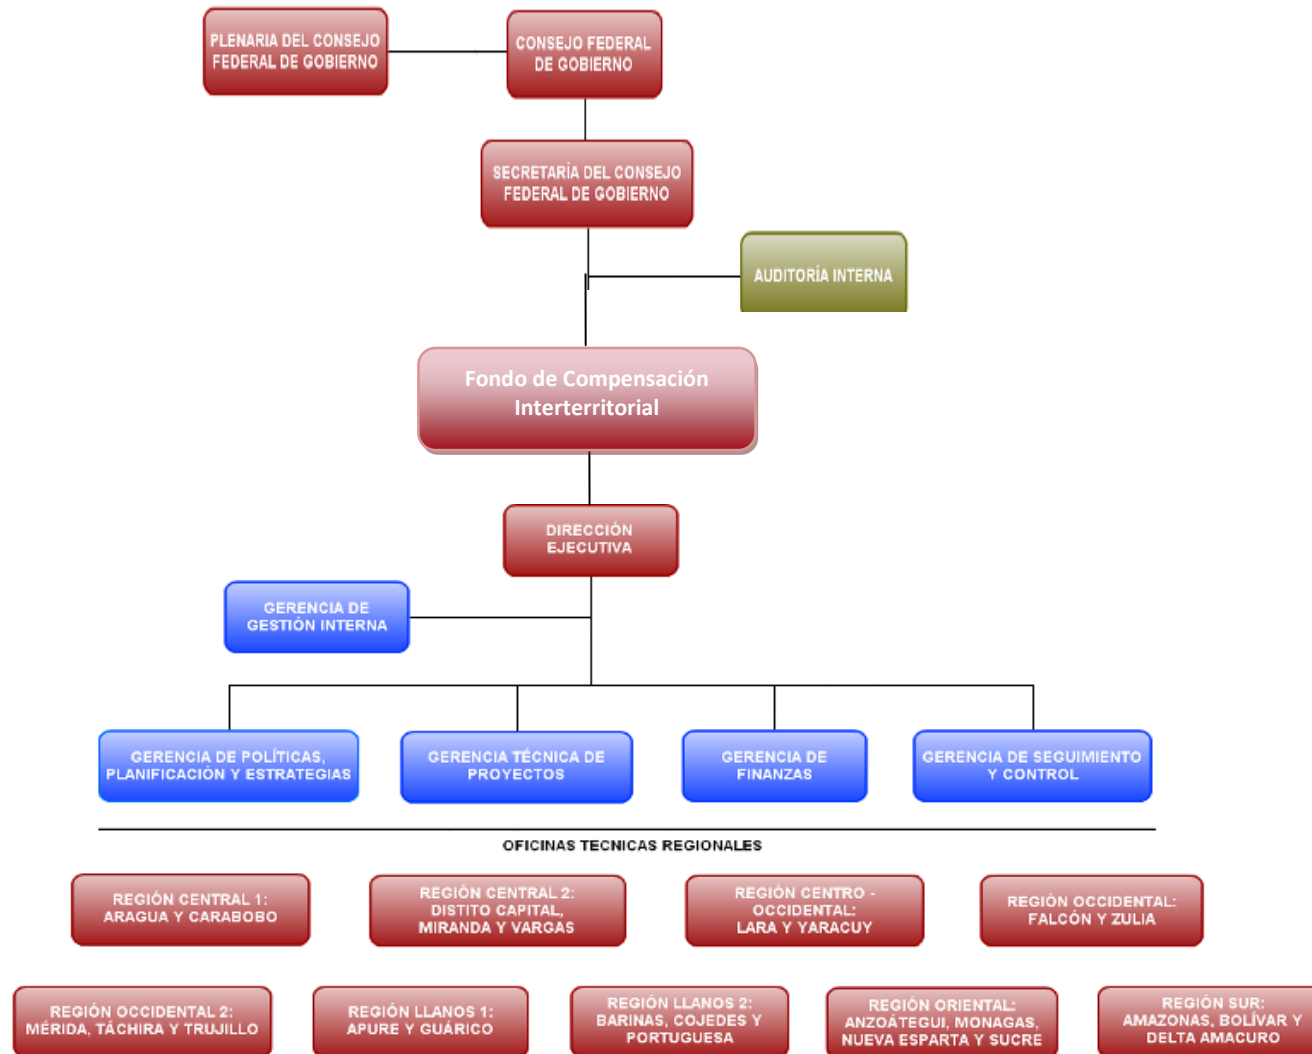 PLENARIA DEL CONSEJO
FEDERAL DE GOBIERNO
CONSEJO FEDERAL
DE GOBIERNO
SECRETARÍA DEL CONSEJO
FEDERAL DE GOBIERNO
AUDITORÍA INTERNA
Fondo de Compensación
Interterritorial
DIRECCIÓN
EJECUTIVA
GERENCIA DE
GESTIÓN INTERNA
GERENCIA DE POLÍTICAS,
PLANIFICACIÓN Y ESTRATEGIAS
GERENCIA TÉCNICA DE
PROYECTOS
GERENCIA DE
FINANZAS
GERENCIA DE SEGUIMIENTO
Y CONTROL
OFICINAS TECNICAS REGIONALES
REGIÓN CENTRAL 1:
ARAGUA Y CARABOBO
REGIÓN CENTRAL 2:
DISTITO CAPITAL,
MIRANDA Y VARGAS
REGIÓN CENTRO -
OCCIDENTAL:
LARA Y YARACUY
REGIÓN OCCIDENTAL:
FALCÓN Y ZULIA
REGIÓN OCCIDENTAL 2:
MÉRIDA, TÁCHIRA Y TRUJILLO
REGIÓN LLANOS 1:
APURE Y GUÁRICO
REGIÓN LLANOS 2:
BARINAS, COJEDES Y
PORTUGUESA
REGIÓN ORIENTAL:
ANZOÁTEGUI, MONAGAS,
NUEVA ESPARTA Y SUCRE
REGIÓN SUR:
AMAZONAS, BOLÍVAR Y
DELTA AMACURO